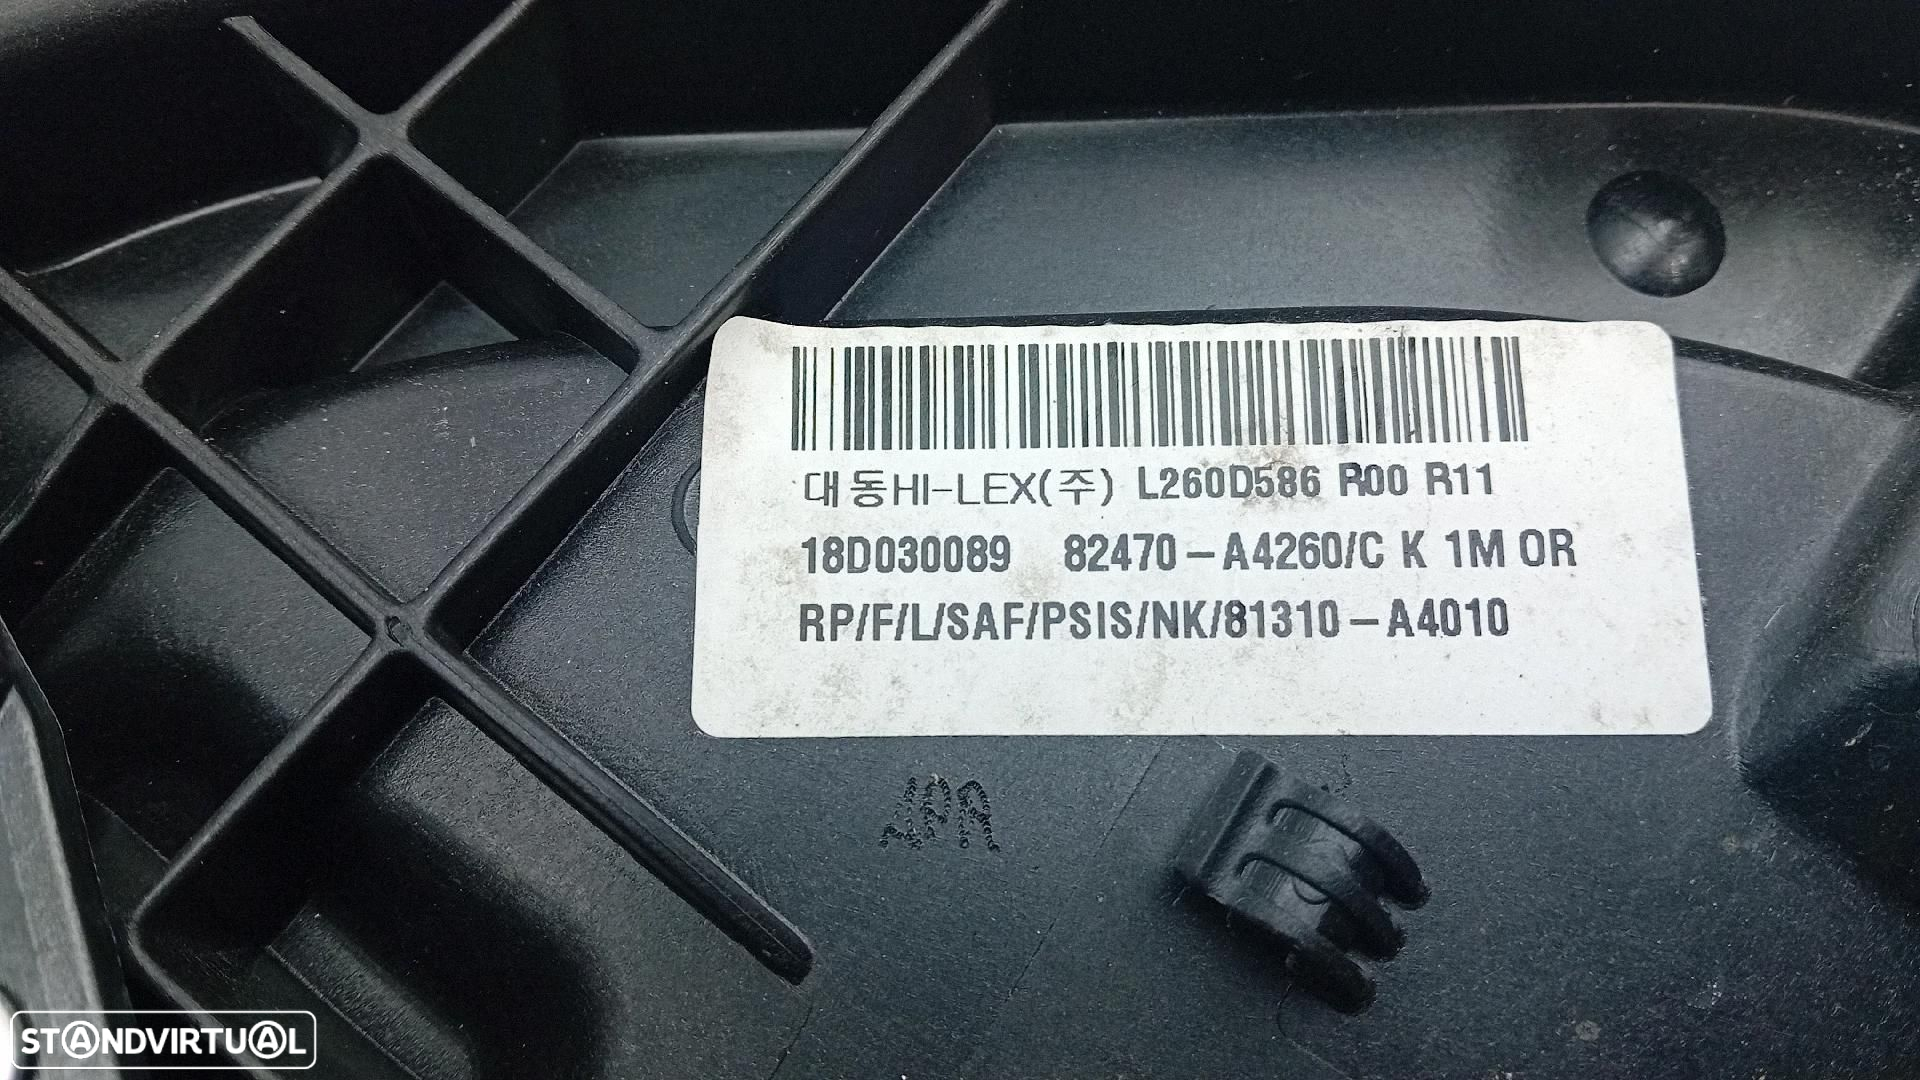 대동HI-LEX(주) L260D586 R00 R11
18D030089 82470-A4260/C K 1M OR
RP/F/L/SAF/PSIS/NK/81310-A4010
STANDVIRTUAL